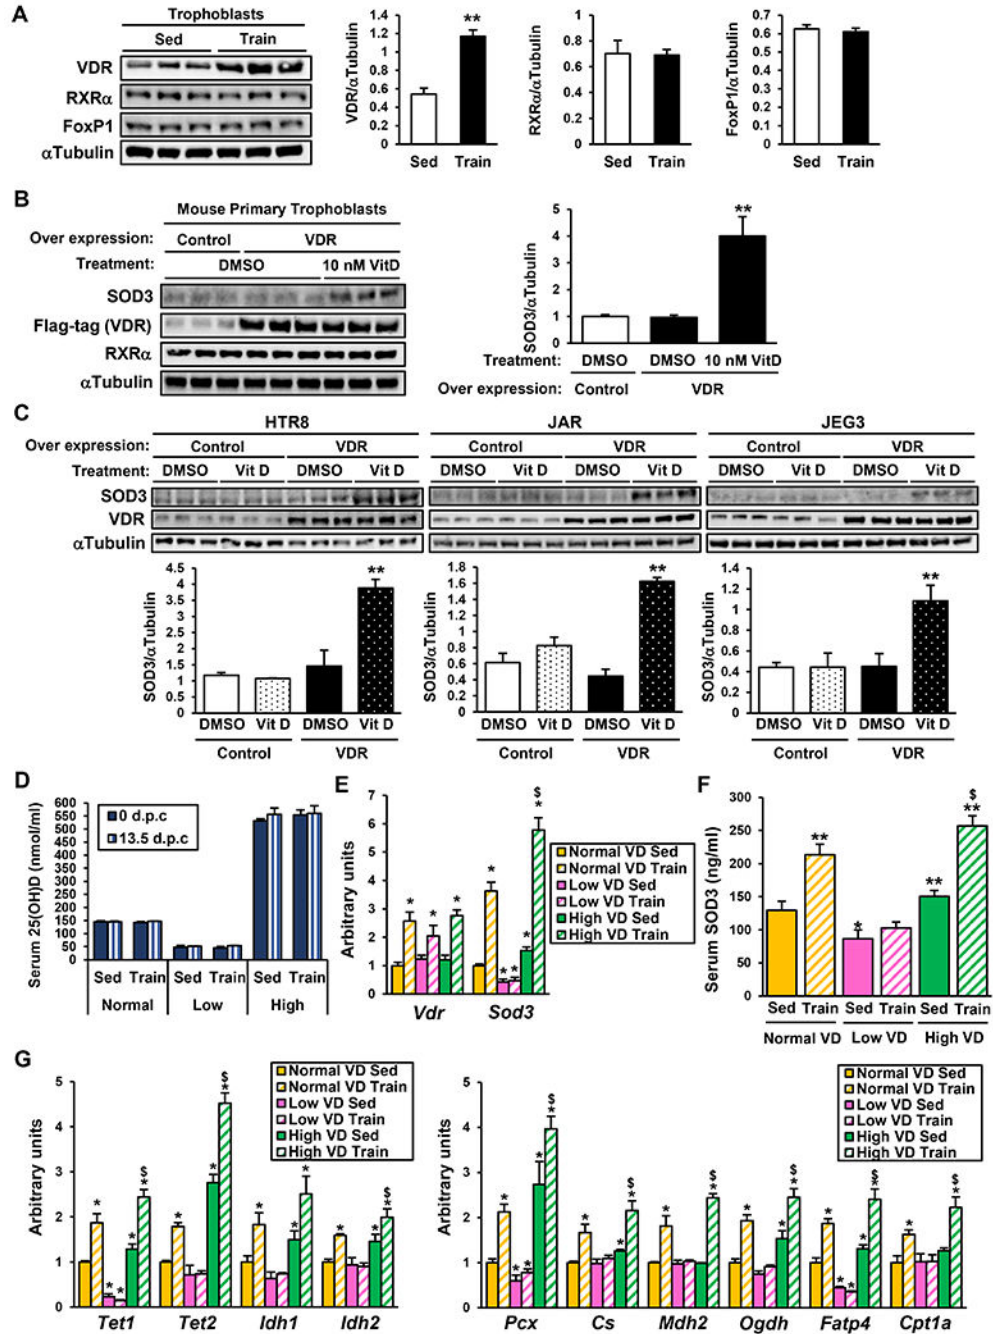 A
Trophoblasts
Sed Train
VDR
RXRα
FoxP1
αTubulin
VDR/αTubulin
1.4
1.2
1
0.8
0.6
0.4
0.2
0
Sed Train
**
RXRα/αTubulin
1
0.8
0.6
0.4
0.2
0
Sed Train
FoxP1/αTubulin
0.7
0.6
0.5
0.4
0.3
0.2
0.1
0
Sed Train
B
Mouse Primary Trophoblasts
Over expression: Control VDR
Treatment: DMSO 10 nM VitD
SOD3
Flag-tag (VDR)
RXRα
αTubulin
SOD3/αTubulin
5
4
3
2
1
0
**
Treatment: DMSO DMSO 10 nM VitD
Over expression: Control VDR
C
HTR8 JAR JEG3
Over expression: Control VDR Control VDR Control VDR
Treatment: DMSO Vit D DMSO Vit D DMSO Vit D DMSO Vit D DMSO Vit D DMSO Vit D
SOD3
VDR
αTubulin
SOD3/αTubulin
4.5
4
3.5
3
2.5
2
1.5
1
0.5
0
**
DMSO Vit D DMSO Vit D
Control VDR
SOD3/αTubulin
1.8
1.6
1.4
1.2
1
0.8
0.6
0.4
0.2
0
**
DMSO Vit D DMSO Vit D
Control VDR
SOD3/αTubulin
1.4
1.2
1
0.8
0.6
0.4
0.2
0
**
DMSO Vit D DMSO Vit D
Control VDR
D
Serum 25(OH)D (nmol/ml)
600
550
500
450
400
350
300
250
200
150
100
50
0
0 d.p.c
13.5 d.p.c
Sed Train Sed Train Sed Train
Normal Low High
E
Arbitrary units
7
6
5
4
3
2
1
0
* * * * * * * $ *
Vdr Sod3
Normal VD Sed
Normal VD Train
Low VD Sed
Low VD Train
High VD Sed
High VD Train
F
Serum SOD3 (ng/ml)
300
250
200
150
100
50
0
** * ** $ **
Sed Train Sed Train Sed Train
Normal VD Low VD High VD
G
Arbitrary units
5
4
3
2
1
0
Normal VD Sed
Normal VD Train
Low VD Sed
Low VD Train
High VD Sed
High VD Train
* * * * $ * * * $ * * * $ * * * $ *
Tet1 Tet2 Idh1 Idh2
Arbitrary units
5
4
3
2
1
0
Normal VD Sed
Normal VD Train
Low VD Sed
Low VD Train
High VD Sed
High VD Train
* * * * $ * * * $ * * $ * * * $ * * * * * $ * * $ *
Pcx Cs Mdh2 Ogdh Fatp4 Cpt1a